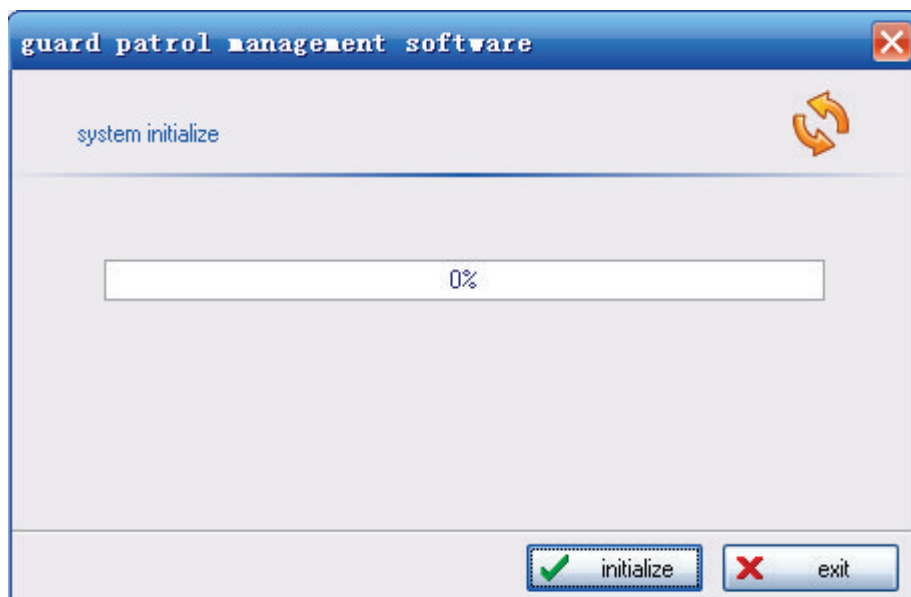 guard patrol management software
system initialize
0%
initialize
exit